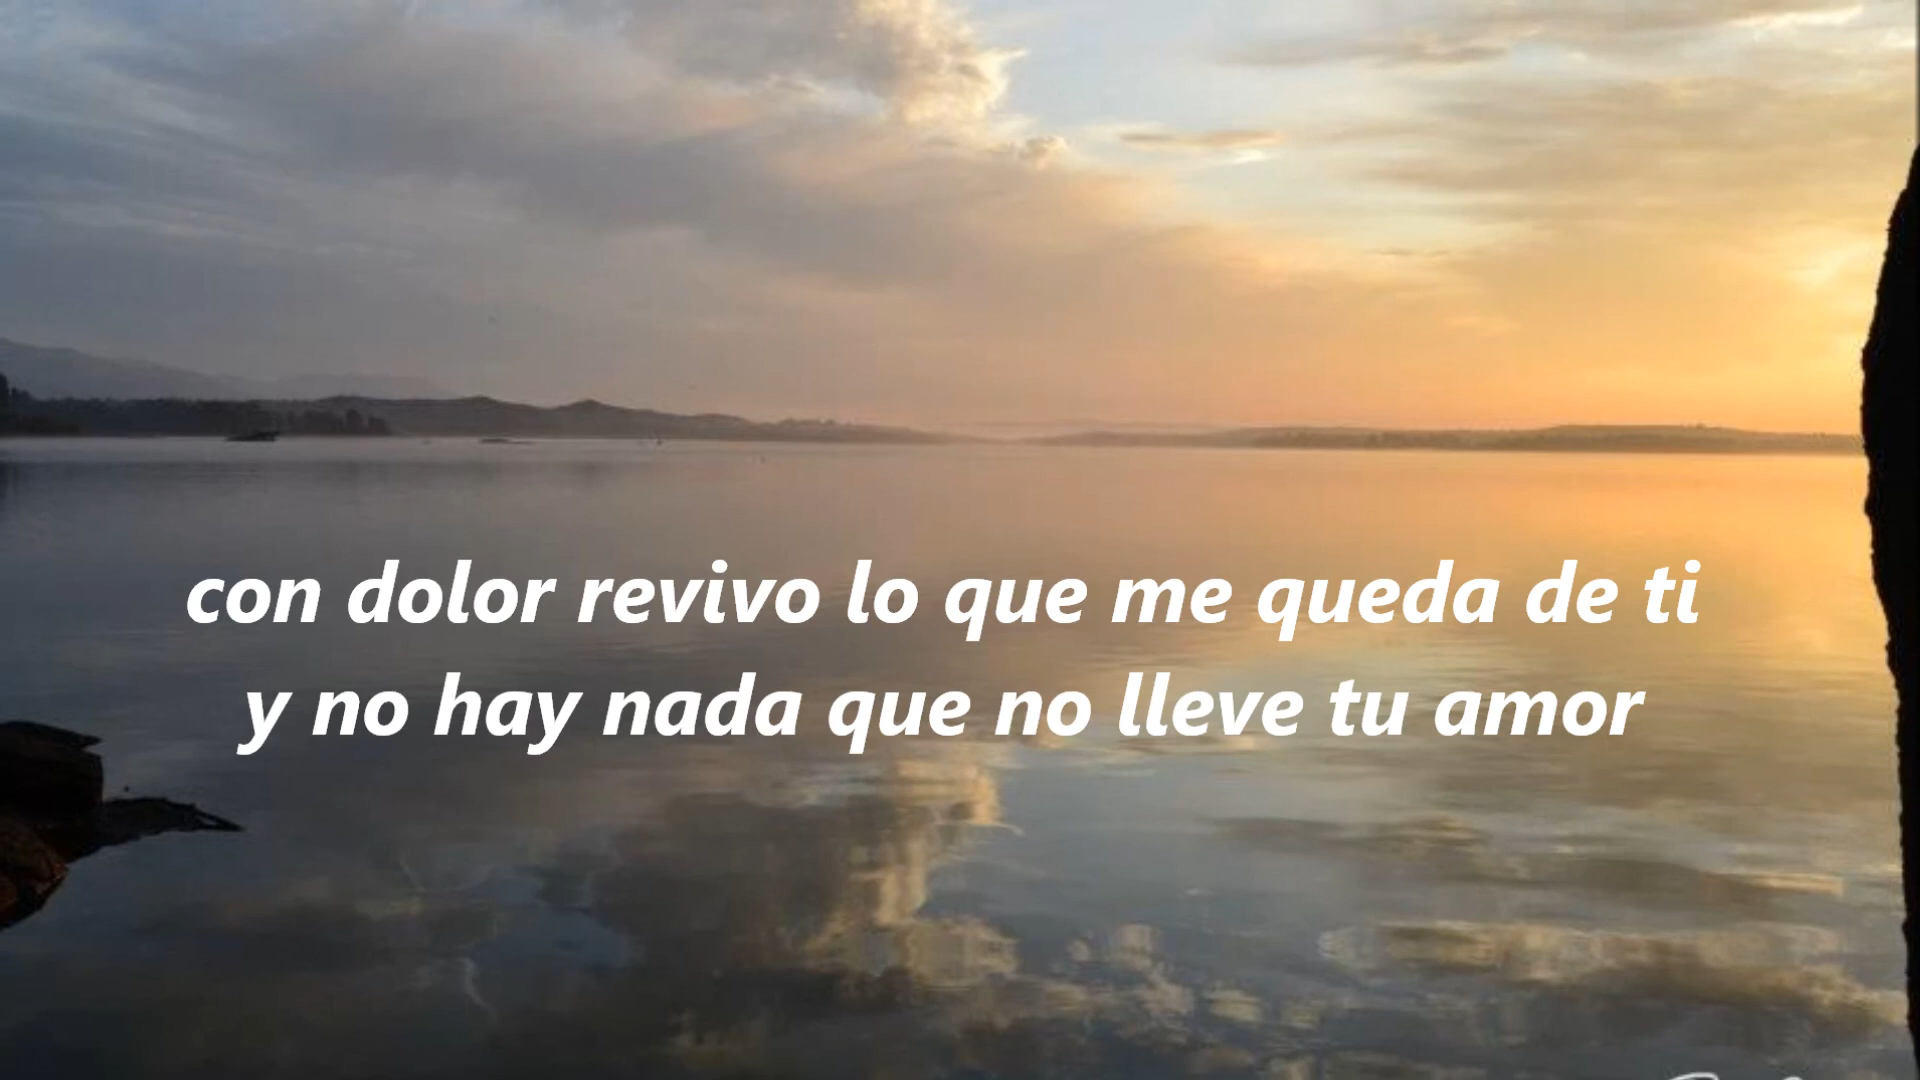 con dolor revivo lo que me queda de ti
y no hay nada que no lleve tu amor